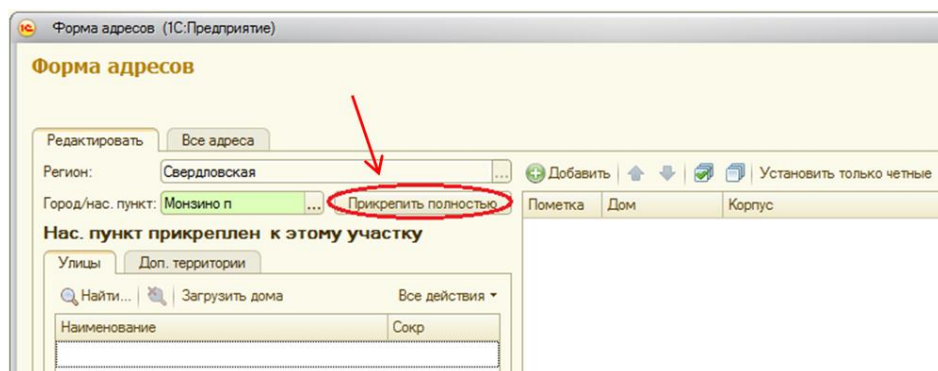 Форма адресов (1С:Предприятие)
Форма адресов
Редактировать Все адреса
Регион: Свердловская ...
Город/нас. пункт: Монзино п ... Прикрепить полностью
Нас. пункт прикреплен к этому участку
Улицы Доп. территории
Найти... Загрузить дома Все действия
Наименование Сокр
Добавить Установить только четные
Пометка Дом Корпус